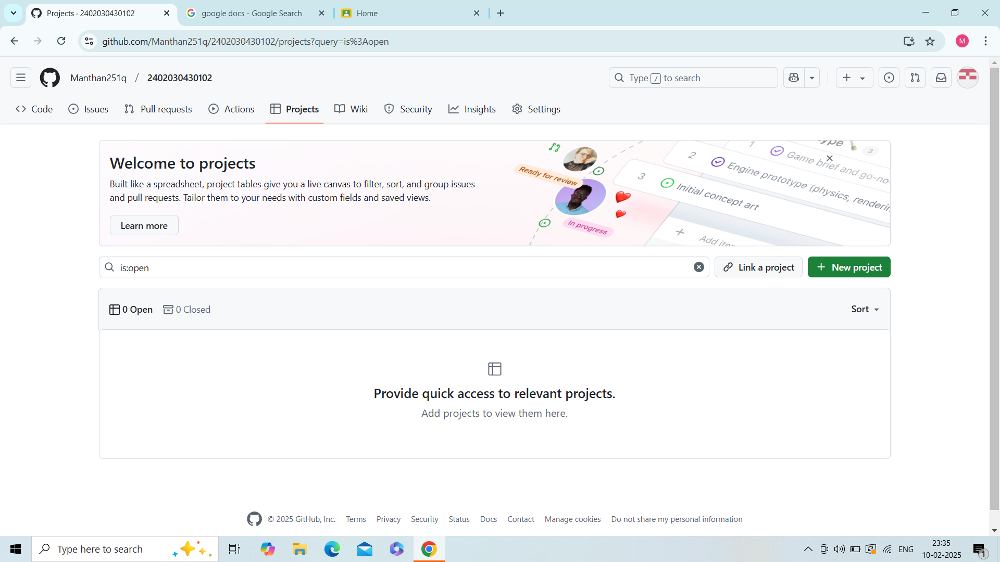 Projects · 2402030430102
google docs - Google Search
Home
github.com/Manthan251q/2402030430102/projects?query=is%3Aopen
M
Manthan251q / 2402030430102
Type / to search
Code
Issues
Pull requests
Actions
Projects
Wiki
Security
Insights
Settings
Welcome to projects
Built like a spreadsheet, project tables give you a live canvas to filter, sort, and group issues
and pull requests. Tailor them to your needs with custom fields and saved views.
Learn more
Ready for review
In progress
1 Game brief and go-no-
3
2 Engine prototype (physics, renderin
3 Initial concept art
+ Add ite
is:open
Link a project
New project
0 Open
0 Closed
Sort
Provide quick access to relevant projects.
Add projects to view them here.
© 2025 GitHub, Inc. Terms Privacy Security Status Docs Contact Manage cookies Do not share my personal information
Type here to search
ENG
23:35
10-02-2025
1